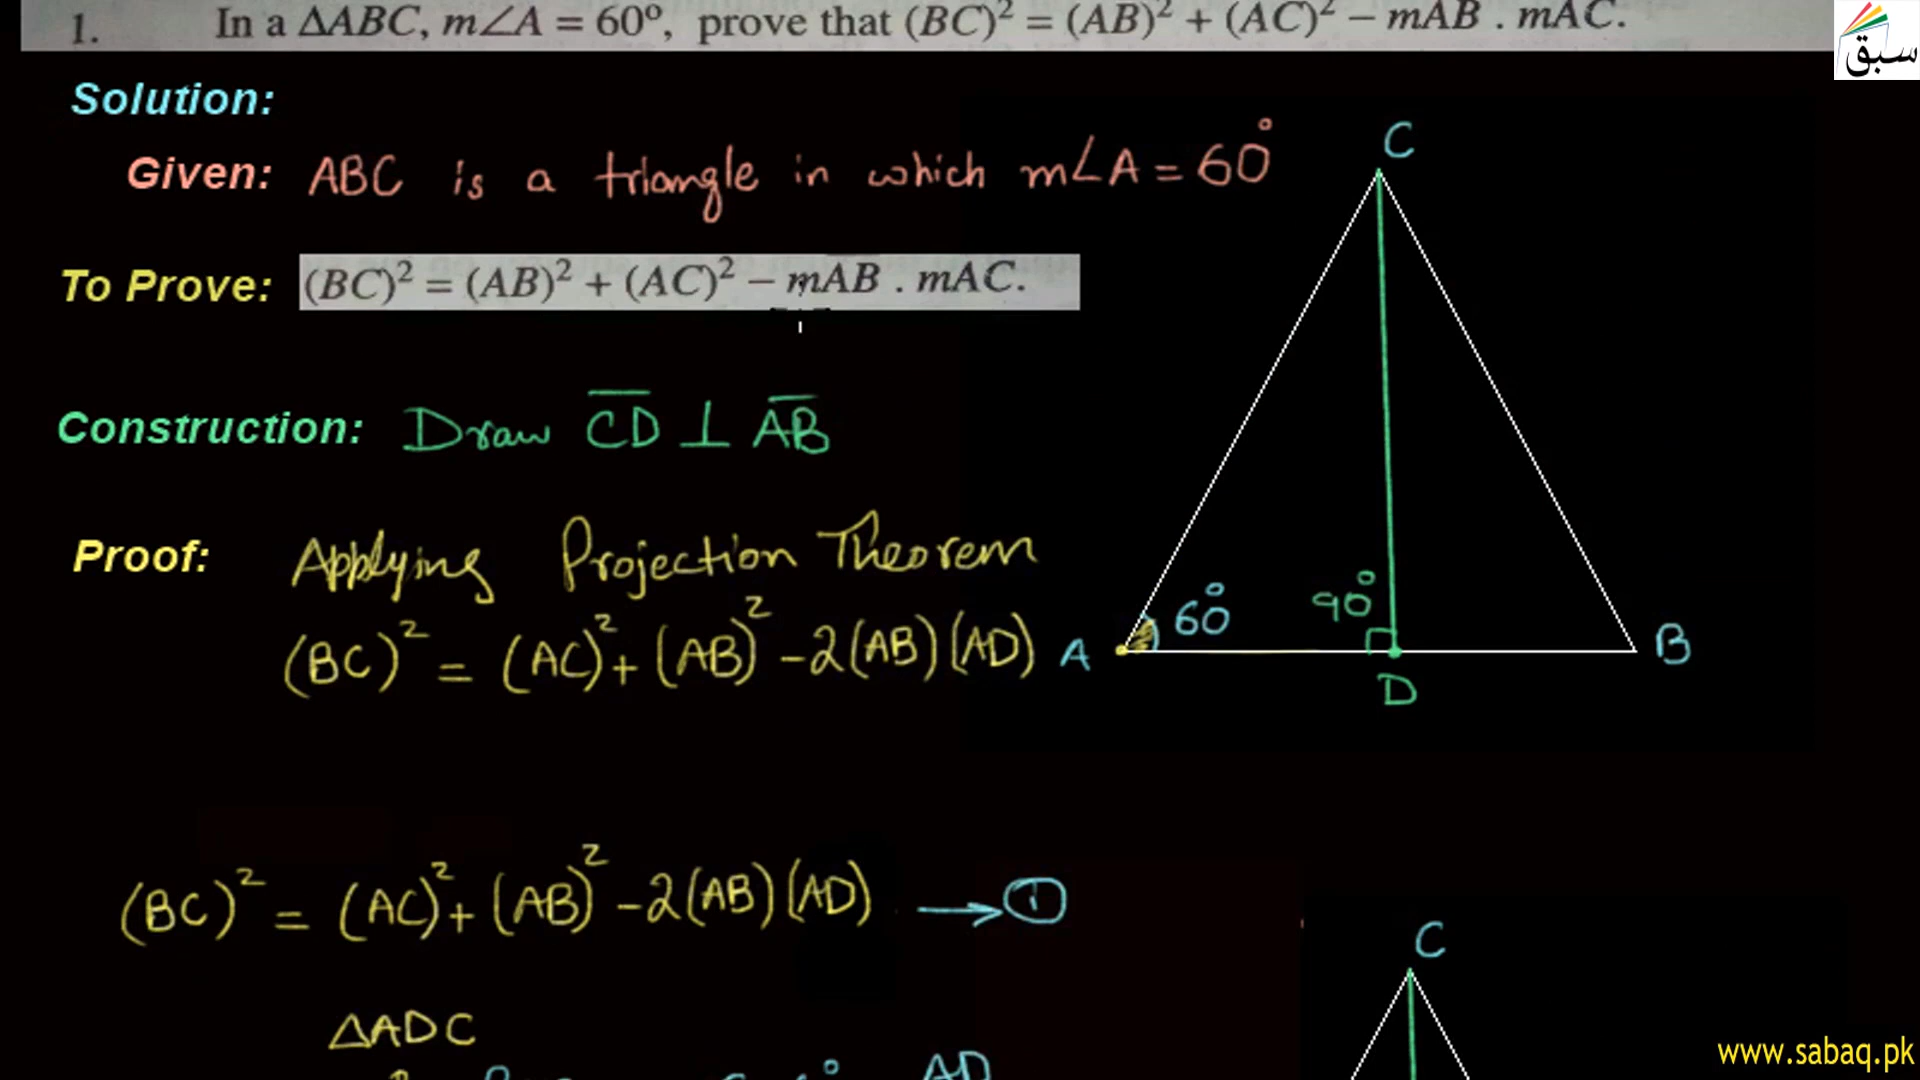 1. In a ΔABC, m∠A = 60°, prove that (BC)² = (AB)² + (AC)² − mAB . mAC.
سبق
Solution:
Given: ABC is a triangle in which m∠A = 60°
To Prove: (BC)² = (AB)² + (AC)² − mAB . mAC.
Construction: Draw C̅D̅ ⊥ A̅B̅
Proof: Applying Projection Theorem
(BC)² = (AC)² + (AB)² − 2(AB)(AD)
C
A 60° 90° B
D
(BC)² = (AC)² + (AB)² − 2(AB)(AD) → ①
C
ΔADC
AD
www.sabaq.pk